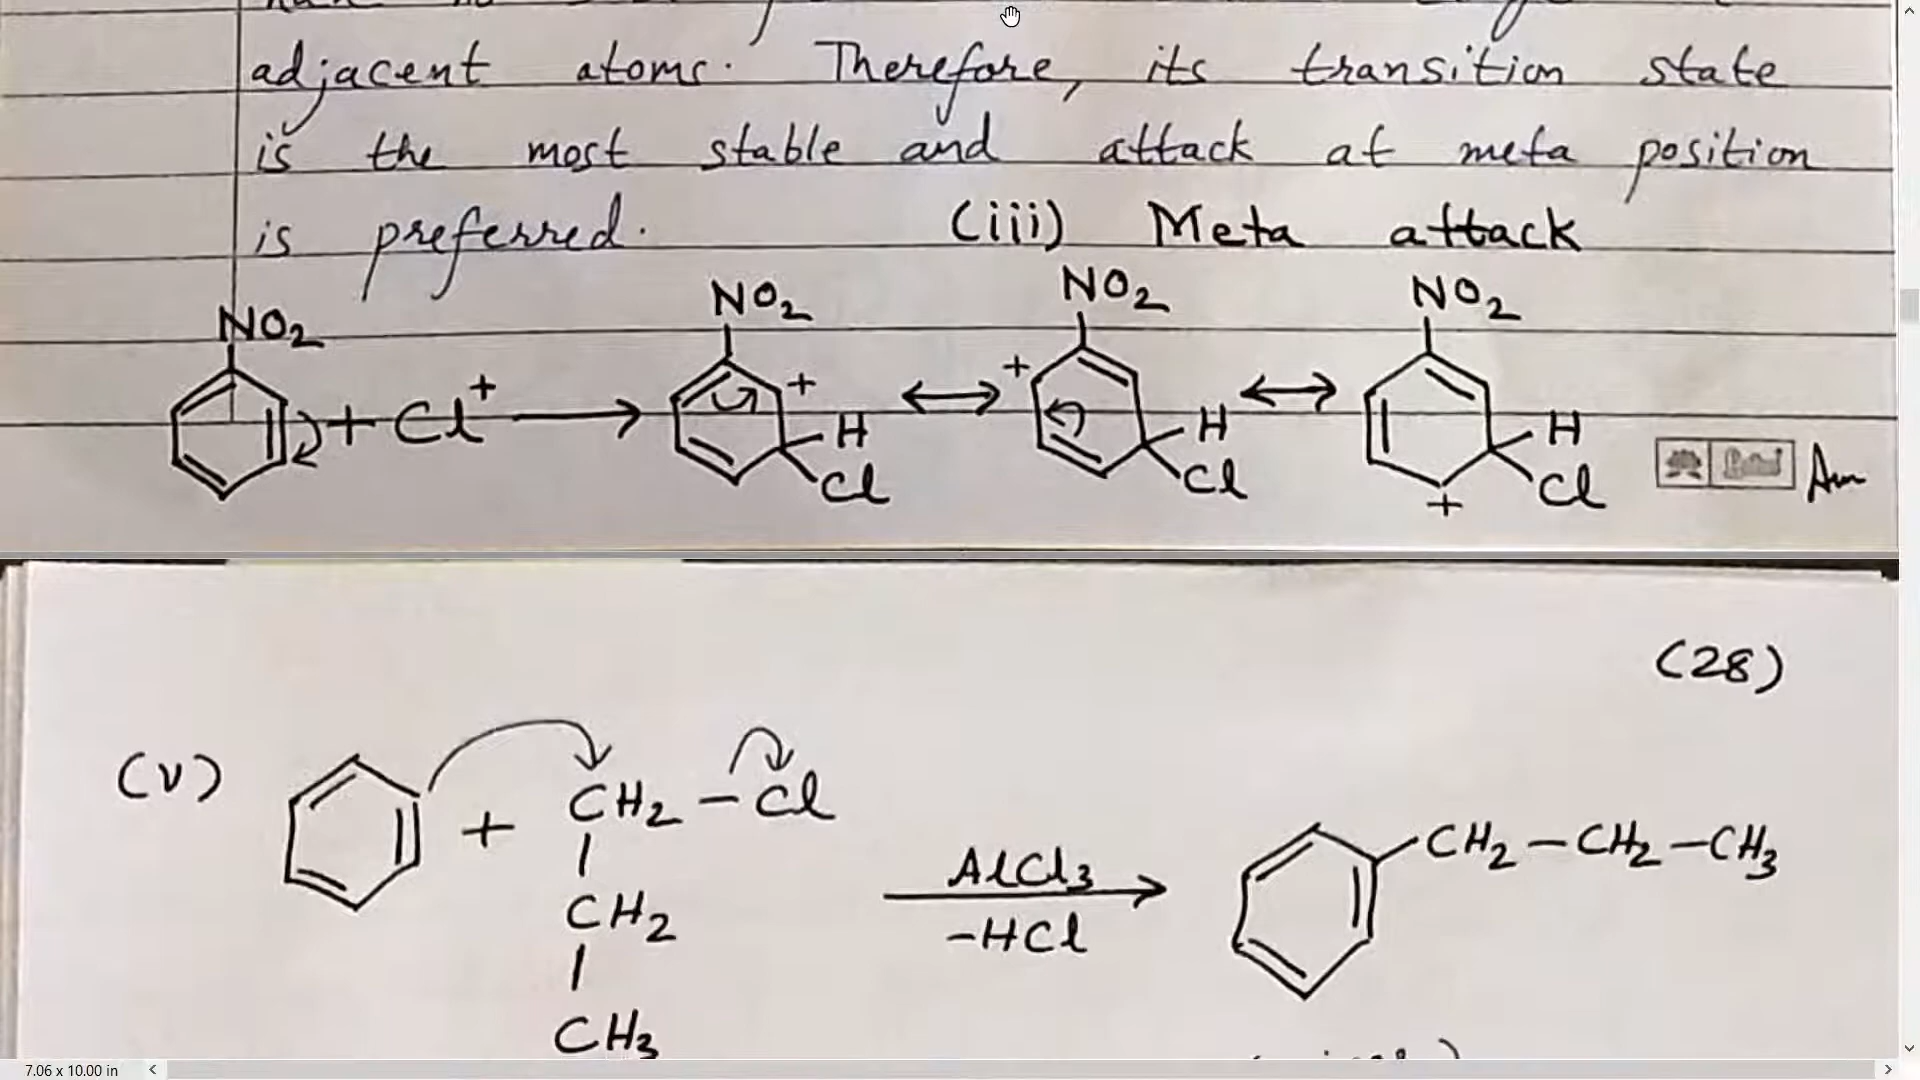 adjacent atoms. Therefore, its transition state
is the most stable and attack at meta position
is preferred. (iii) Meta attack
NO2 NO2 NO2 NO2
+ Cl+ + + H Cl H Cl H Cl +
(28)
(v) + CH2 - Cl
CH2
CH3
AlCl3
-HCl
CH2-CH2-CH3
7.06 x 10.00 in